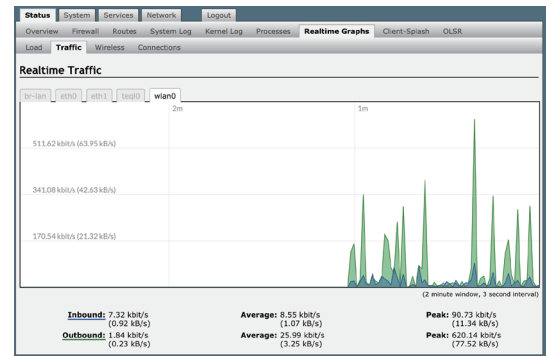 Status System Services Network Logout
Overview Firewall Routes System Log Kernel Log Processes Realtime Graphs Client-Splash OLSR
Load Traffic Wireless Connections
Realtime Traffic
br-lan eth0 eth1 teql0 wlan0
2m 1m
511.62 kbit/s (63.95 kB/s)
341.08 kbit/s (42.63 kB/s)
170.54 kbit/s (21.32 kB/s)
(2 minute window, 3 second interval)
Inbound: 7.32 kbit/s Average: 8.55 kbit/s Peak: 90.73 kbit/s
(0.92 kB/s) (1.07 kB/s) (11.34 kB/s)
Outbound: 1.84 kbit/s Average: 25.99 kbit/s Peak: 620.14 kbit/s
(0.23 kB/s) (3.25 kB/s) (77.52 kB/s)